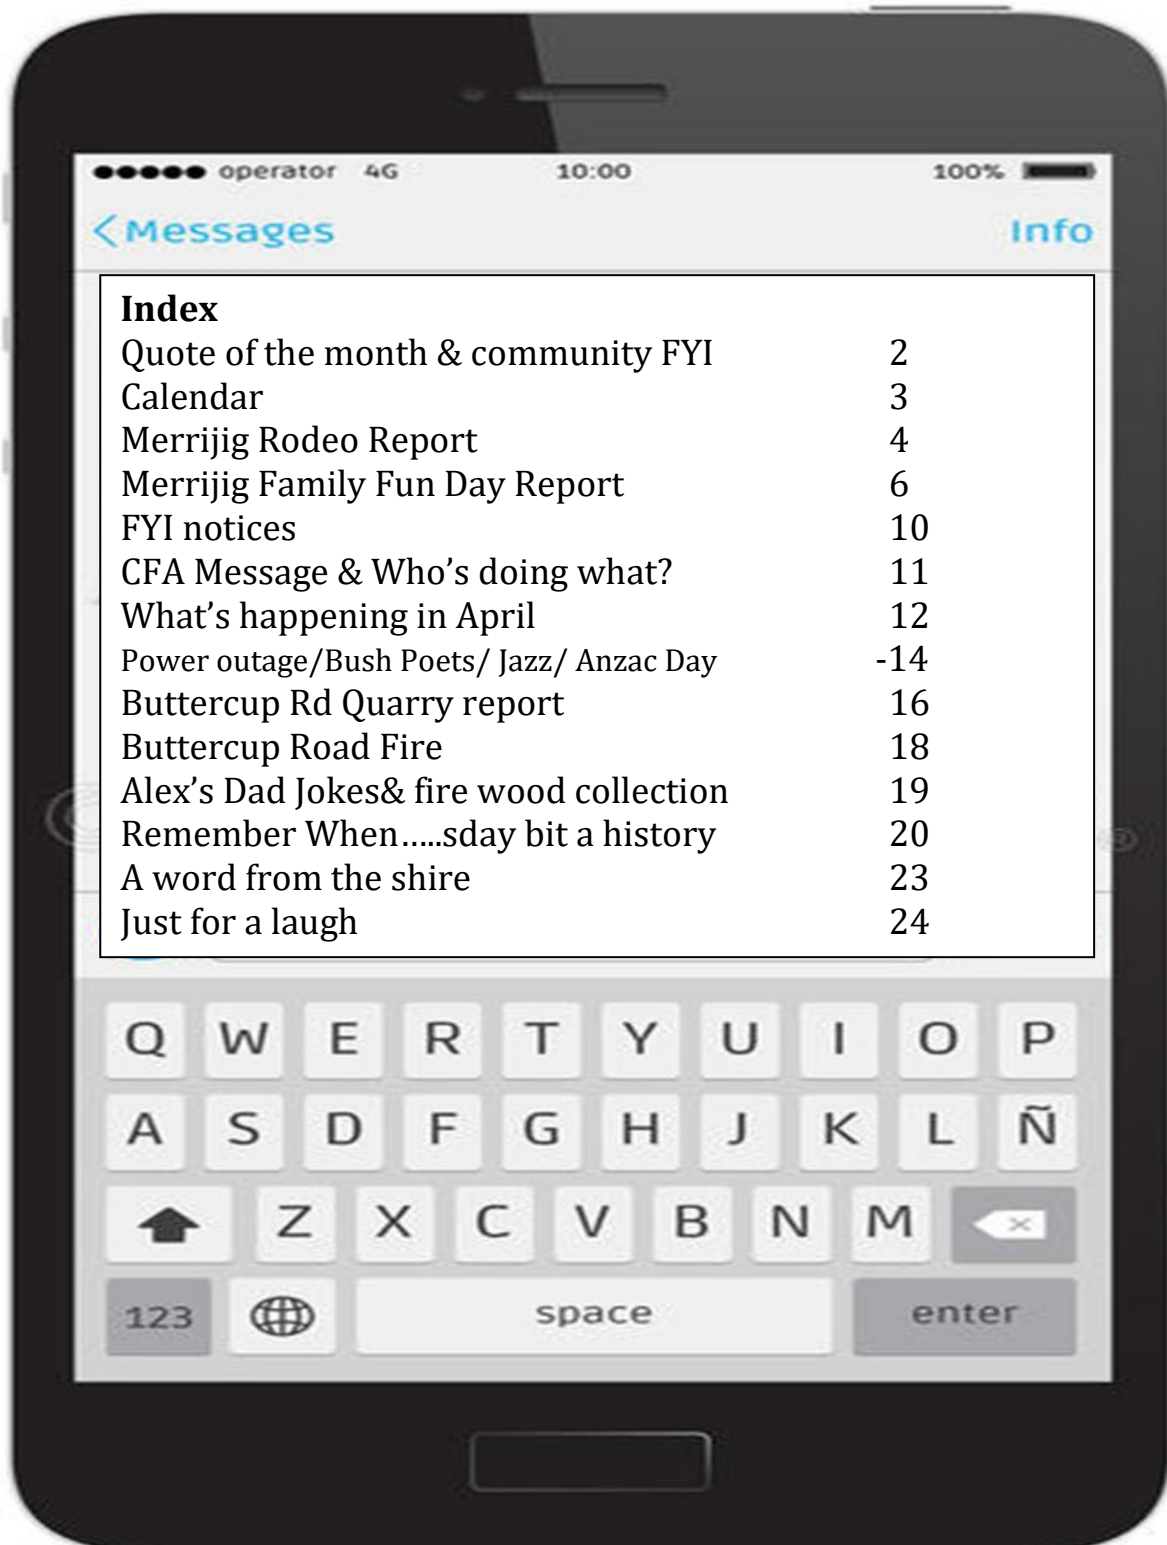 operator 4G 10:00 100%
Messages Info
Index
Quote of the month & community FYI 2
Calendar 3
Merrijig Rodeo Report 4
Merrijig Family Fun Day Report 6
FYI notices 10
CFA Message & Who's doing what? 11
What's happening in April 12
Power outage/Bush Poets/ Jazz/ Anzac Day -14
Buttercup Rd Quarry report 16
Buttercup Road Fire 18
Alex's Dad Jokes& fire wood collection 19
Remember When.....sday bit a history 20
A word from the shire 23
Just for a laugh 24
Q W E R T Y U I O P
A S D F G H J K L Ñ
Z X C V B N M
123 space enter